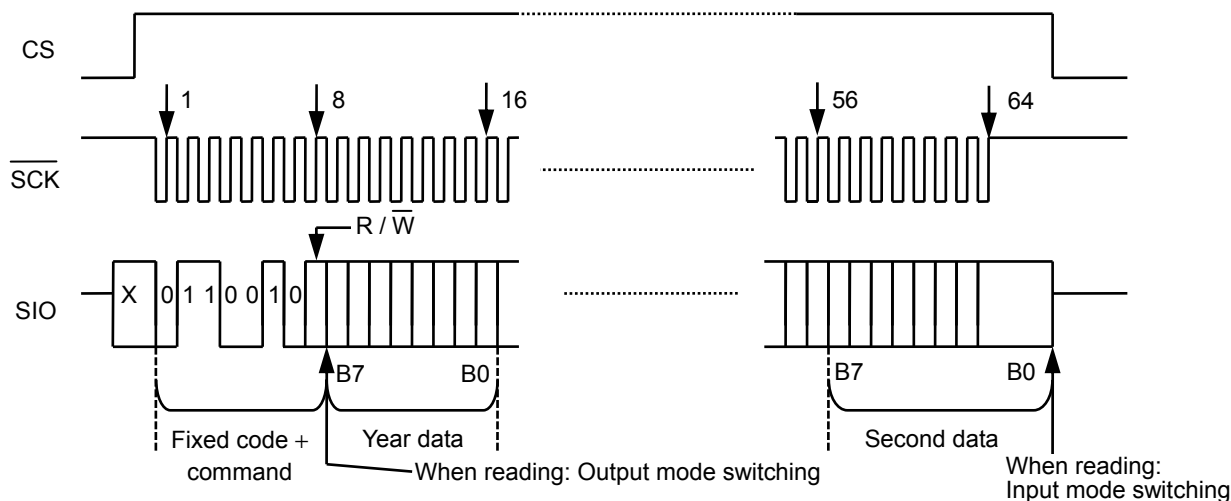 CS
1 8 16 56 64
SCK
R / W
SIO
X 0 1 1 0 0 1 0
B7 B0 B7 B0
Fixed code +
command
Year data
Second data
When reading: Output mode switching
When reading:
Input mode switching